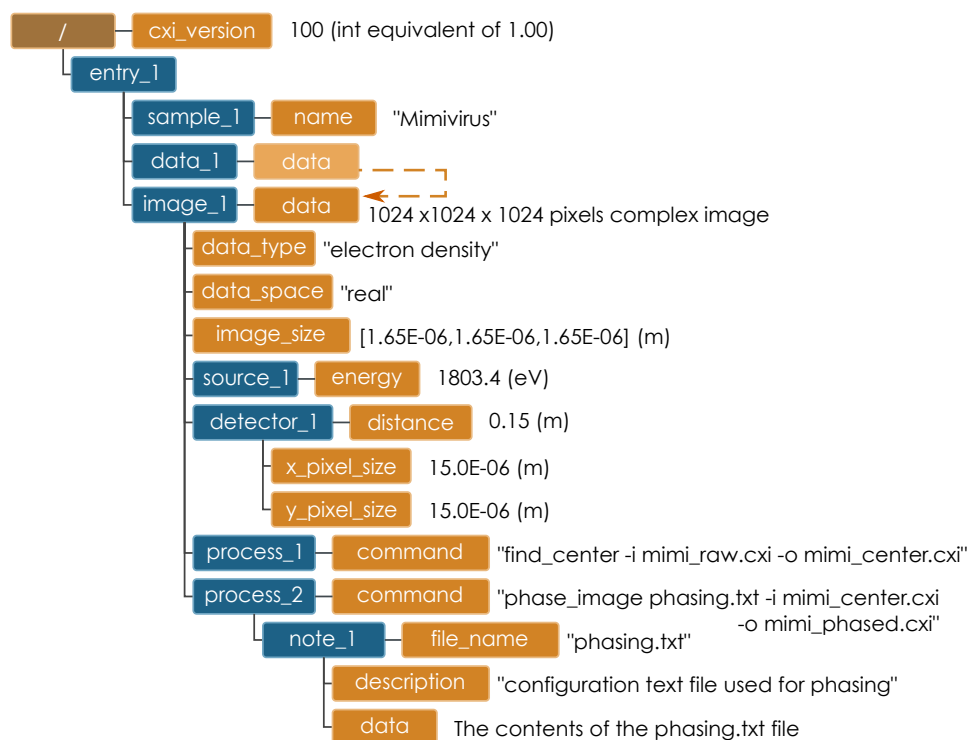 / cxi_version 100 (int equivalent of 1.00)
entry_1
sample_1 name "Mimivirus"
data_1 data
image_1 data 1024 x1024 x 1024 pixels complex image
data_type "electron density"
data_space "real"
image_size [1.65E-06,1.65E-06,1.65E-06] (m)
source_1 energy 1803.4 (eV)
detector_1 distance 0.15 (m)
x_pixel_size 15.0E-06 (m)
y_pixel_size 15.0E-06 (m)
process_1 command "find_center -i mimi_raw.cxi -o mimi_center.cxi"
process_2 command "phase_image phasing.txt -i mimi_center.cxi
-o mimi_phased.cxi"
note_1 file_name "phasing.txt"
description "configuration text file used for phasing"
data The contents of the phasing.txt file